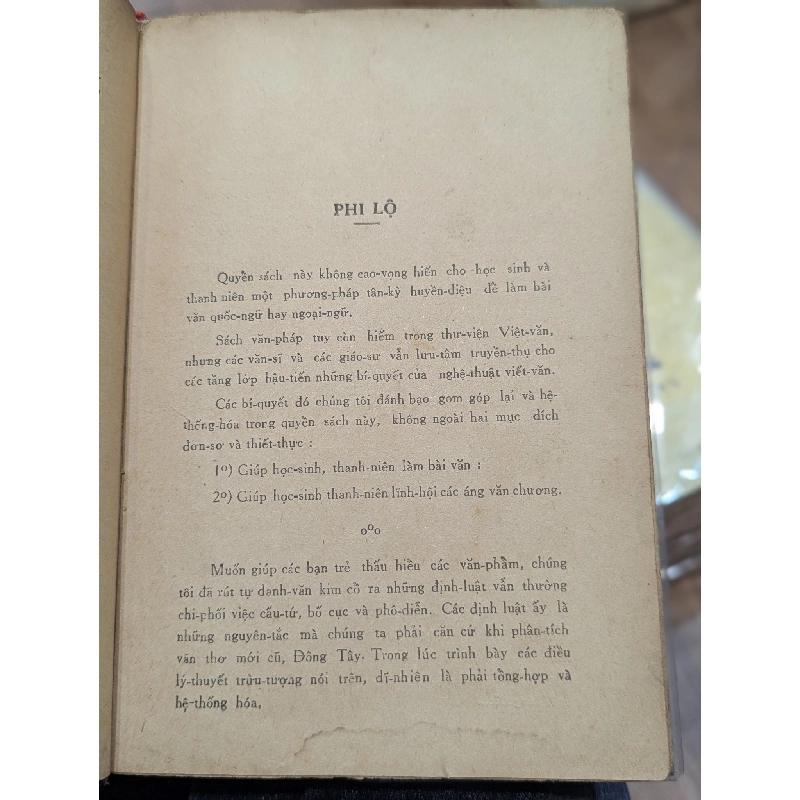 PHI LỘ
Quyền sách này không cao-vọng hiến cho học sinh và
thanh niên một phương-pháp tân-kỳ huyền-diệu để làm bài
văn quốc-ngữ hay ngoại-ngữ.
Sách văn-pháp tuy còn hiếm trong thư-viện Việt-văn,
nhưng các văn-sĩ và các giáo-sư vẫn lưu-tâm truyền-thụ cho
các tầng lớp hậu-tiến những bí-quyết của nghệ-thuật viết-văn.
Các bí-quyết đó chúng tôi đánh bạo gom góp lại và hệ-
thống-hóa trong quyền sách này, không ngoài hai mục đích
đơn-sơ và thiết-thực :
1o) Giúp học-sinh, thanh-niên làm bài văn ;
2o) Giúp học-sinh thanh-niên lĩnh-hội các áng văn chương.
oOo
Muốn giúp các bạn trẻ thấu hiểu các văn-phẩm, chúng
tôi đã rút tự danh-văn kim cổ ra những định-luật vẫn thường
chi-phối việc cấu-tứ, bố cục và phô-diễn. Các định luật ấy là
những nguyên-tắc mà chúng ta phải căn cứ khi phân-tích
văn thơ mới cũ, Đông Tây. Trong lúc trình bày các điều
lý-thuyết trừu-tượng nói trên, dĩ-nhiên là phải tổng-hợp và
hệ-thống hóa.